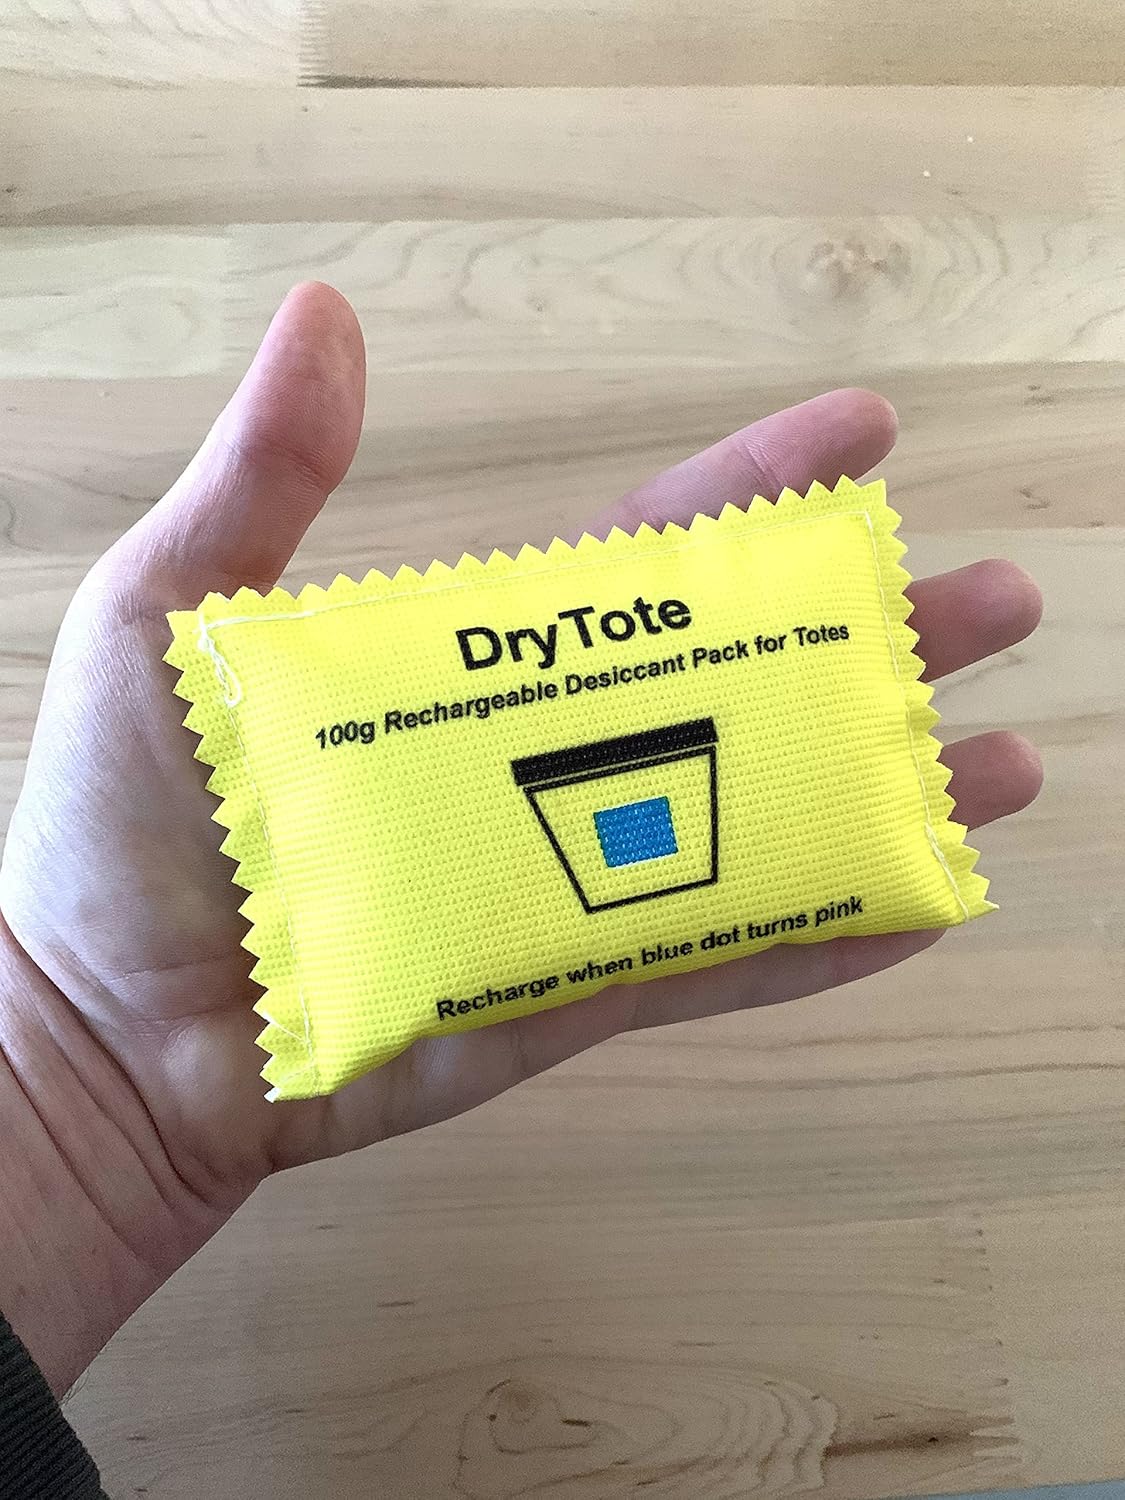 DryTote
100g Rechargeable Desiccant Pack for Totes
Recharge when blue dot turns pink